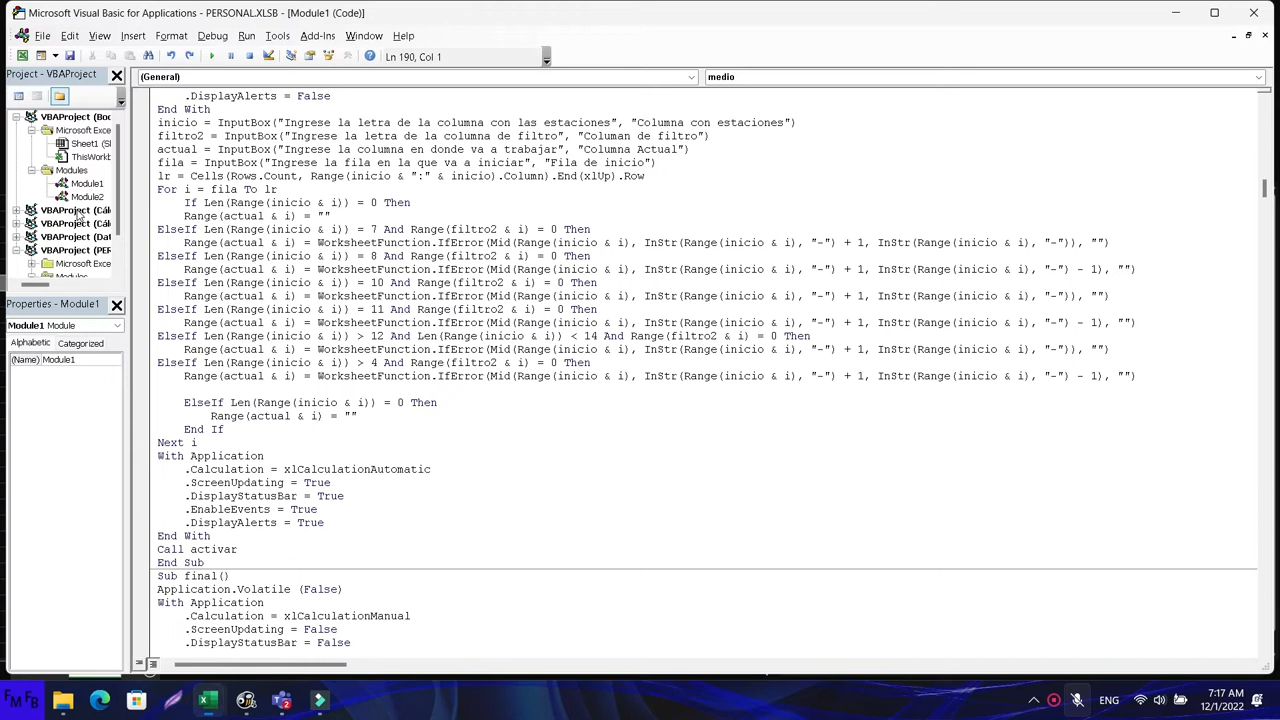 Microsoft Visual Basic for Applications - PERSONAL.XLSB - [Module1 (Code)]
File Edit View Insert Format Debug Run Tools Add-Ins Window Help
Ln 190, Col 1
Project - VBAProject
(General)
medio
VBAProject (Boc
Microsoft Exce
Sheet1 (Sl
ThisWorkt
Modules
Module1
Module2
VBAProject (Cálc
VBAProject (Cálc
VBAProject (Dat
VBAProject (PER
Microsoft Exce
Modules
Properties - Module1
Module1 Module
Alphabetic Categorized
(Name) Module1
.DisplayAlerts = False
End With
inicio = InputBox("Ingrese la letra de la columna con las estaciones", "Columna con estaciones")
filtro2 = InputBox("Ingrese la letra de la columna de filtro", "Columan de filtro")
actual = InputBox("Ingrese la columna en donde va a trabajar", "Columna Actual")
fila = InputBox("Ingrese la fila en la que va a iniciar", "Fila de inicio")
lr = Cells(Rows.Count, Range(inicio & ":" & inicio).Column).End(xlUp).Row
For i = fila To lr
If Len(Range(inicio & i)) = 0 Then
Range(actual & i) = ""
ElseIf Len(Range(inicio & i)) = 7 And Range(filtro2 & i) = 0 Then
Range(actual & i) = WorksheetFunction.IfError(Mid(Range(inicio & i), InStr(Range(inicio & i), "-") + 1, InStr(Range(inicio & i), "-")), "")
ElseIf Len(Range(inicio & i)) = 8 And Range(filtro2 & i) = 0 Then
Range(actual & i) = WorksheetFunction.IfError(Mid(Range(inicio & i), InStr(Range(inicio & i), "-") + 1, InStr(Range(inicio & i), "-") - 1), "")
ElseIf Len(Range(inicio & i)) = 10 And Range(filtro2 & i) = 0 Then
Range(actual & i) = WorksheetFunction.IfError(Mid(Range(inicio & i), InStr(Range(inicio & i), "-") + 1, InStr(Range(inicio & i), "-")), "")
ElseIf Len(Range(inicio & i)) = 11 And Range(filtro2 & i) = 0 Then
Range(actual & i) = WorksheetFunction.IfError(Mid(Range(inicio & i), InStr(Range(inicio & i), "-") + 1, InStr(Range(inicio & i), "-") - 1), "")
ElseIf Len(Range(inicio & i)) > 12 And Len(Range(inicio & i)) < 14 And Range(filtro2 & i) = 0 Then
Range(actual & i) = WorksheetFunction.IfError(Mid(Range(inicio & i), InStr(Range(inicio & i), "-") + 1, InStr(Range(inicio & i), "-")), "")
ElseIf Len(Range(inicio & i)) > 4 And Range(filtro2 & i) = 0 Then
Range(actual & i) = WorksheetFunction.IfError(Mid(Range(inicio & i), InStr(Range(inicio & i), "-") + 1, InStr(Range(inicio & i), "-") - 1), "")
ElseIf Len(Range(inicio & i)) = 0 Then
Range(actual & i) = ""
End If
Next i
With Application
.Calculation = xlCalculationAutomatic
.ScreenUpdating = True
.DisplayStatusBar = True
.EnableEvents = True
.DisplayAlerts = True
End With
Call activar
End Sub
Sub final()
Application.Volatile (False)
With Application
.Calculation = xlCalculationManual
.ScreenUpdating = False
.DisplayStatusBar = False
FM FB
ENG
7:17 AM
12/1/2022